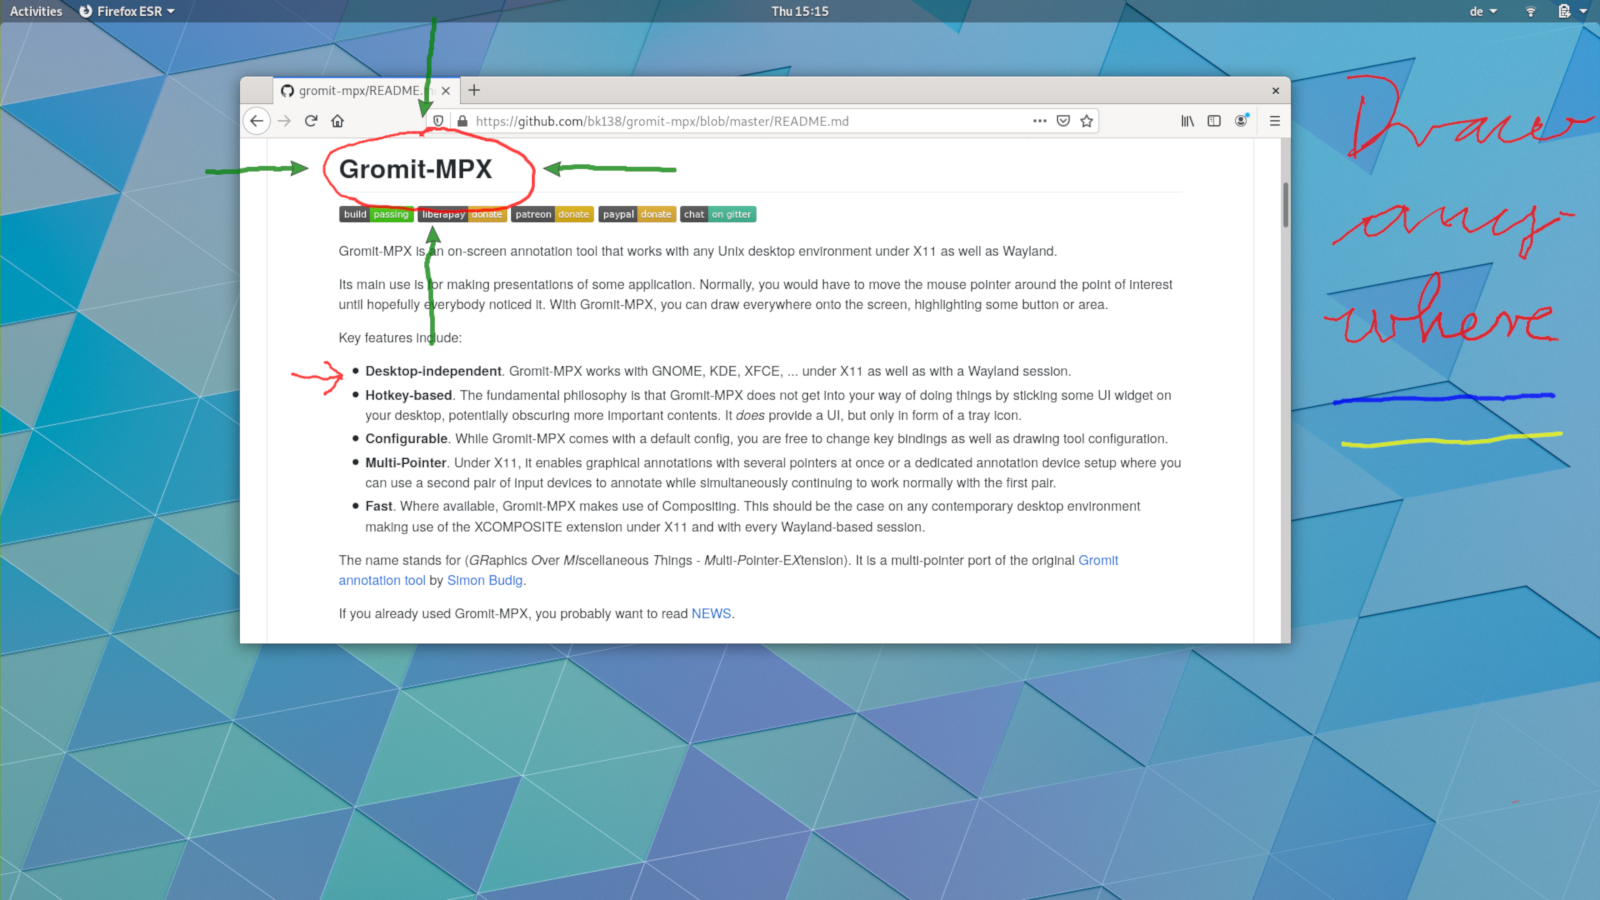 Activities Firefox ESR Thu 15:15 de
gromit-mpx/README.
https://github.com/bk138/gromit-mpx/blob/master/README.md
Gromit-MPX
build passing liberapay donate patreon donate paypal donate chat on gitter
Gromit-MPX is an on-screen annotation tool that works with any Unix desktop environment under X11 as well as Wayland.
Its main use is for making presentations of some application. Normally, you would have to move the mouse pointer around the point of interest
until hopefully everybody noticed it. With Gromit-MPX, you can draw everywhere onto the screen, highlighting some button or area.
Key features include:
• Desktop-independent. Gromit-MPX works with GNOME, KDE, XFCE, ... under X11 as well as with a Wayland session.
• Hotkey-based. The fundamental philosophy is that Gromit-MPX does not get into your way of doing things by sticking some UI widget on
your desktop, potentially obscuring more important contents. It does provide a UI, but only in form of a tray icon.
• Configurable. While Gromit-MPX comes with a default config, you are free to change key bindings as well as drawing tool configuration.
• Multi-Pointer. Under X11, it enables graphical annotations with several pointers at once or a dedicated annotation device setup where you
can use a second pair of input devices to annotate while simultaneously continuing to work normally with the first pair.
• Fast. Where available, Gromit-MPX makes use of Compositing. This should be the case on any contemporary desktop environment
making use of the XCOMPOSITE extension under X11 and with every Wayland-based session.
The name stands for (GRaphics Over MIscellaneous Things - Multi-Pointer-EXtension). It is a multi-pointer port of the original Gromit
annotation tool by Simon Budig.
If you already used Gromit-MPX, you probably want to read NEWS.
Draw
any-
where